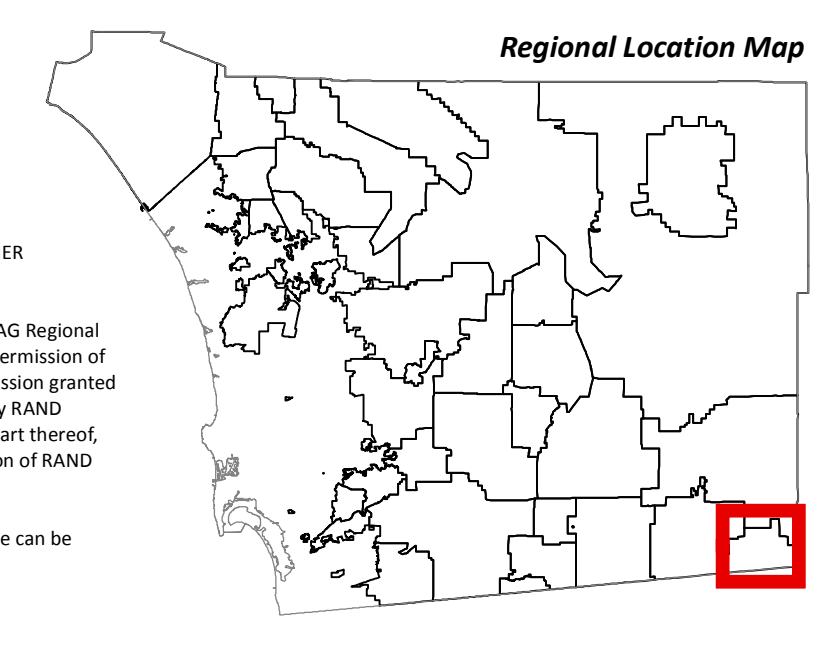 Regional Location Map
ER
AG Regional
ermission of
ssion granted
y RAND
art thereof,
on of RAND
e can be